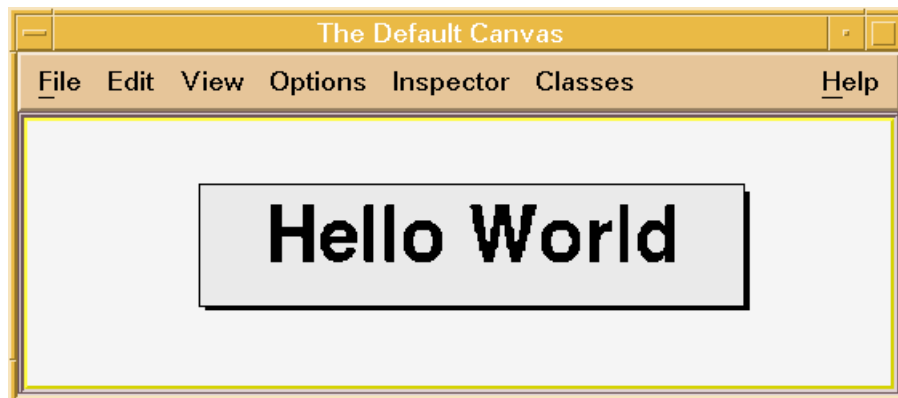 The Default Canvas
File Edit View Options Inspector Classes Help
Hello World